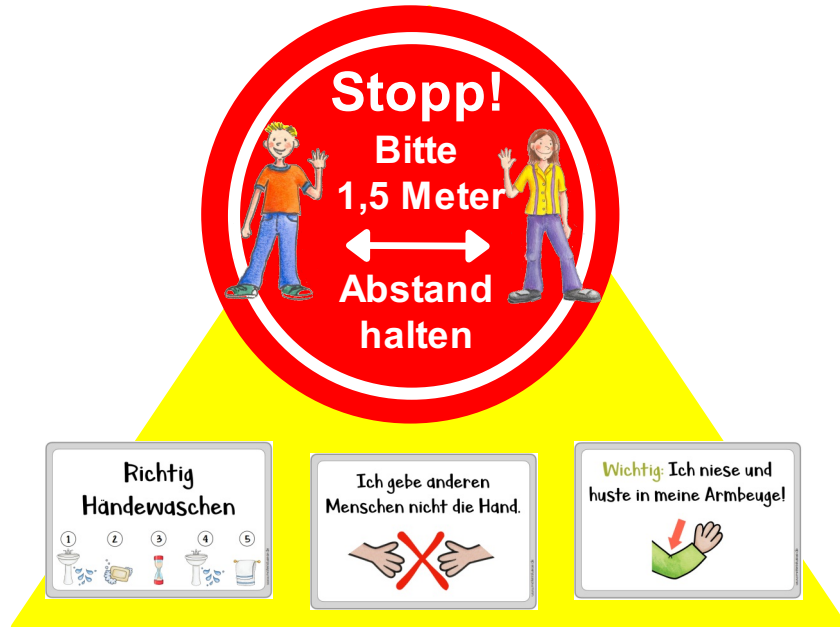 Stopp!
Bitte
1,5 Meter
Abstand
halten
Richtig
Händewaschen
1 2 3 4 5
Ich gebe anderen
Menschen nicht die Hand.
Wichtig: Ich niese und
huste in meine Armbeuge!